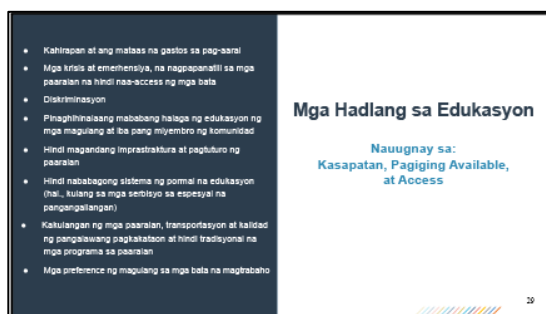 ● Kahirapan at ang mataas na gastos sa pag-aaral
● Mga krisis at emerhensiya, na nagpapanatili sa mga
paaralan na hindi naa-access ng mga bata
● Diskriminasyon
● Pinaghihinalaang mababang halaga ng edukasyon ng
mga magulang at iba pang miyembro ng komunidad
● Hindi magandang imprastraktura at pagtuturo ng
paaralan
● Hindi nababagong sistema ng pormal na edukasyon
(hal., kulang sa mga serbisyo sa espesyal na
pangangailangan)
● Kakulangan ng mga paaralan, transportasyon at kalidad
ng pangalawang pagkakataon at hindi tradisyonal na
mga programa sa paaralan
● Mga preference ng magulang sa mga bata na magtrabaho
Mga Hadlang sa Edukasyon
Nauugnay sa:
Kasapatan, Pagiging Available,
at Access
29